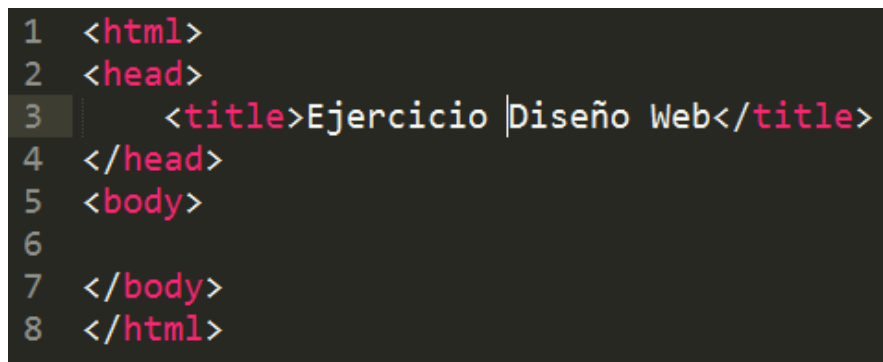 1 <html>
2 <head>
3 <title>Ejercicio Diseño Web</title>
4 </head>
5 <body>
6
7 </body>
8 </html>